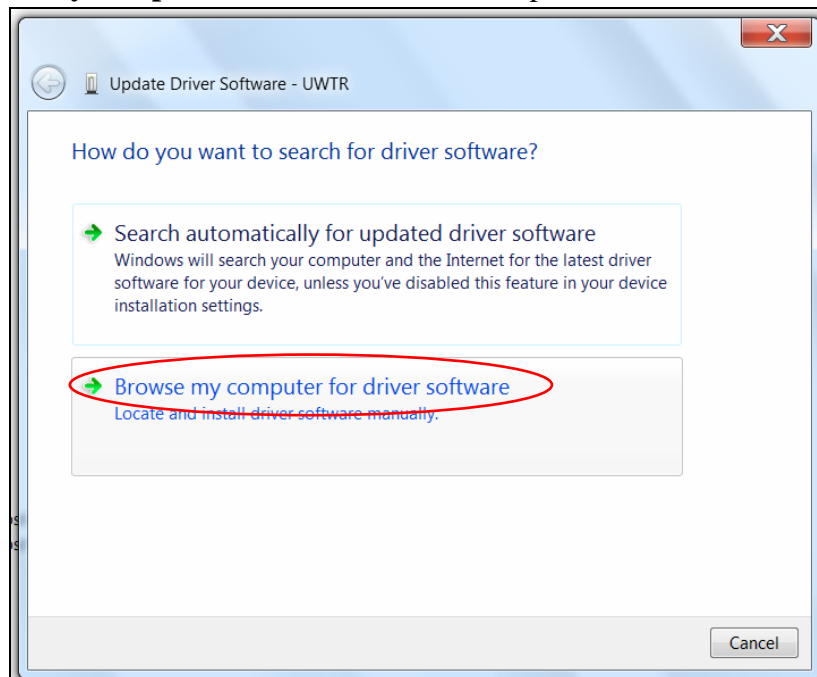 Update Driver Software - UWTR
How do you want to search for driver software?
Search automatically for updated driver software
Windows will search your computer and the Internet for the latest driver
software for your device, unless you've disabled this feature in your device
installation settings.
Browse my computer for driver software
Locate and install driver software manually.
Cancel